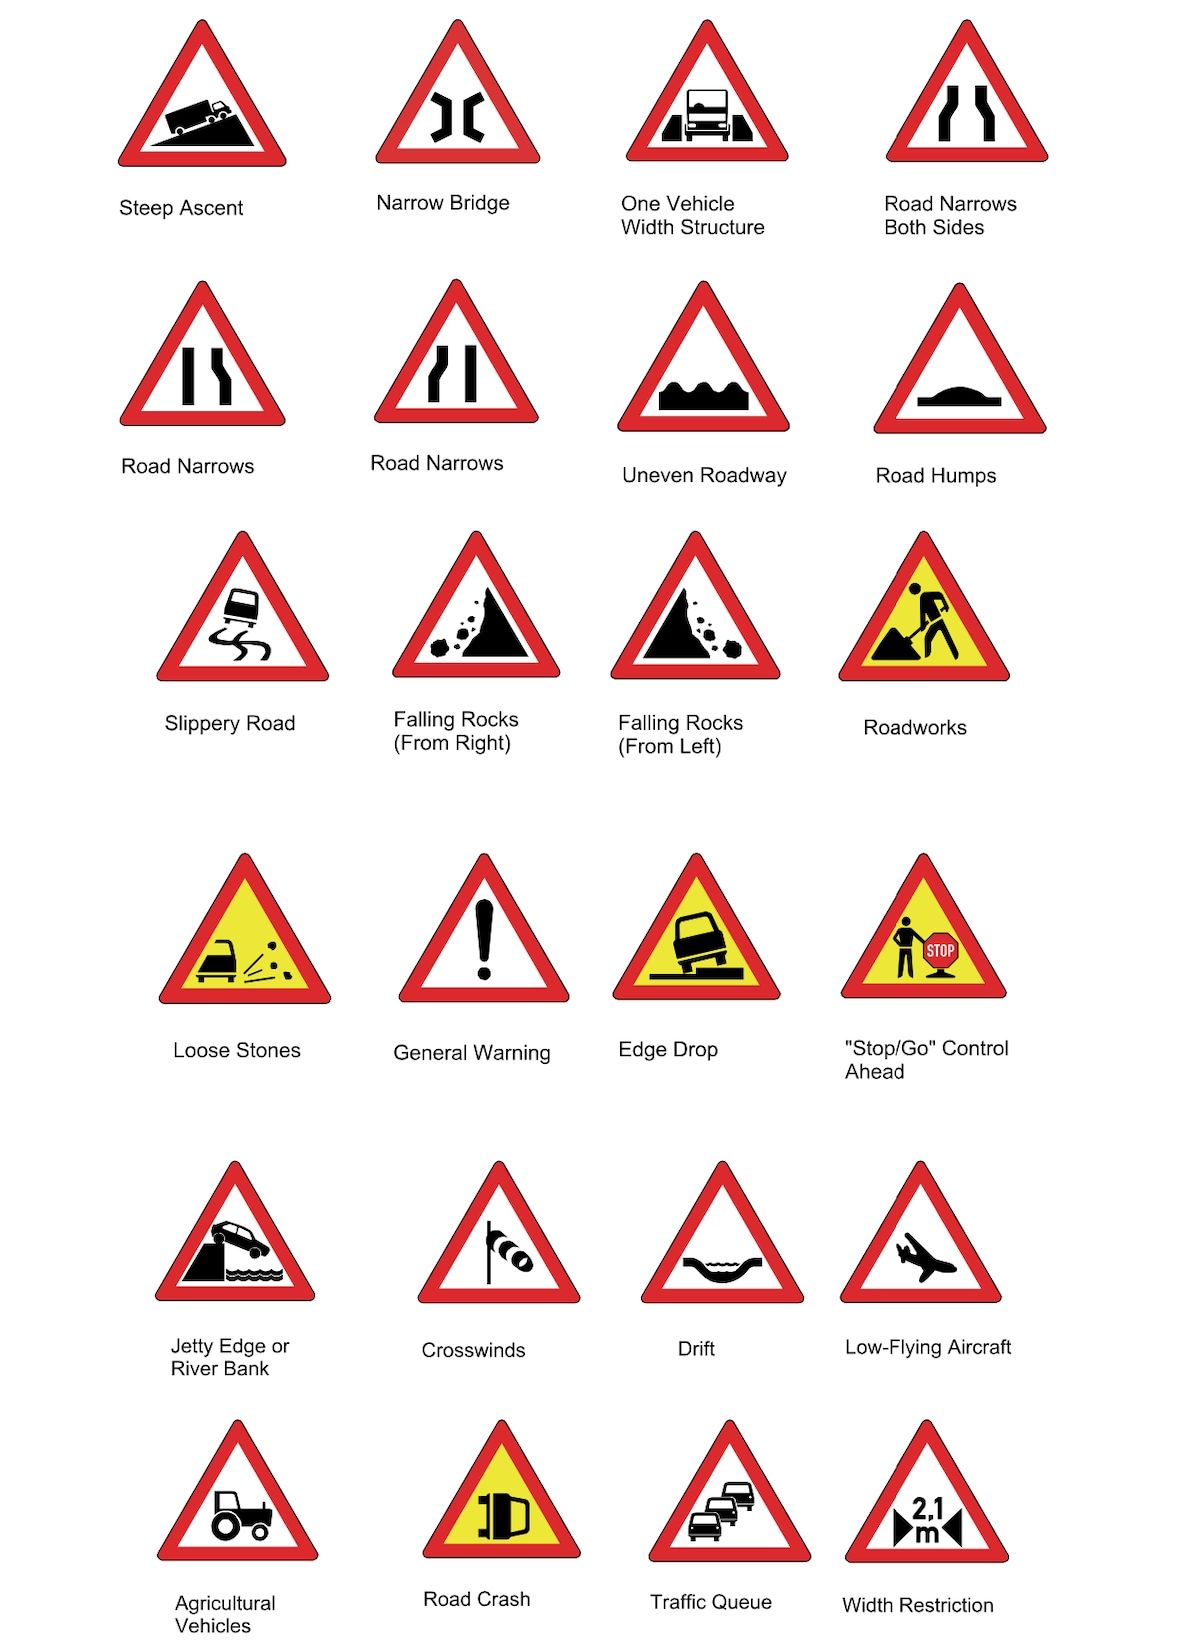 Steep Ascent
Narrow Bridge
One Vehicle
Width Structure
Road Narrows
Both Sides
Road Narrows
Road Narrows
Uneven Roadway
Road Humps
Slippery Road
Falling Rocks
(From Right)
Falling Rocks
(From Left)
Roadworks
STOP
Loose Stones
General Warning
Edge Drop
"Stop/Go" Control
Ahead
Jetty Edge or
River Bank
Crosswinds
Drift
Low-Flying Aircraft
2,1
m
Agricultural
Vehicles
Road Crash
Traffic Queue
Width Restriction